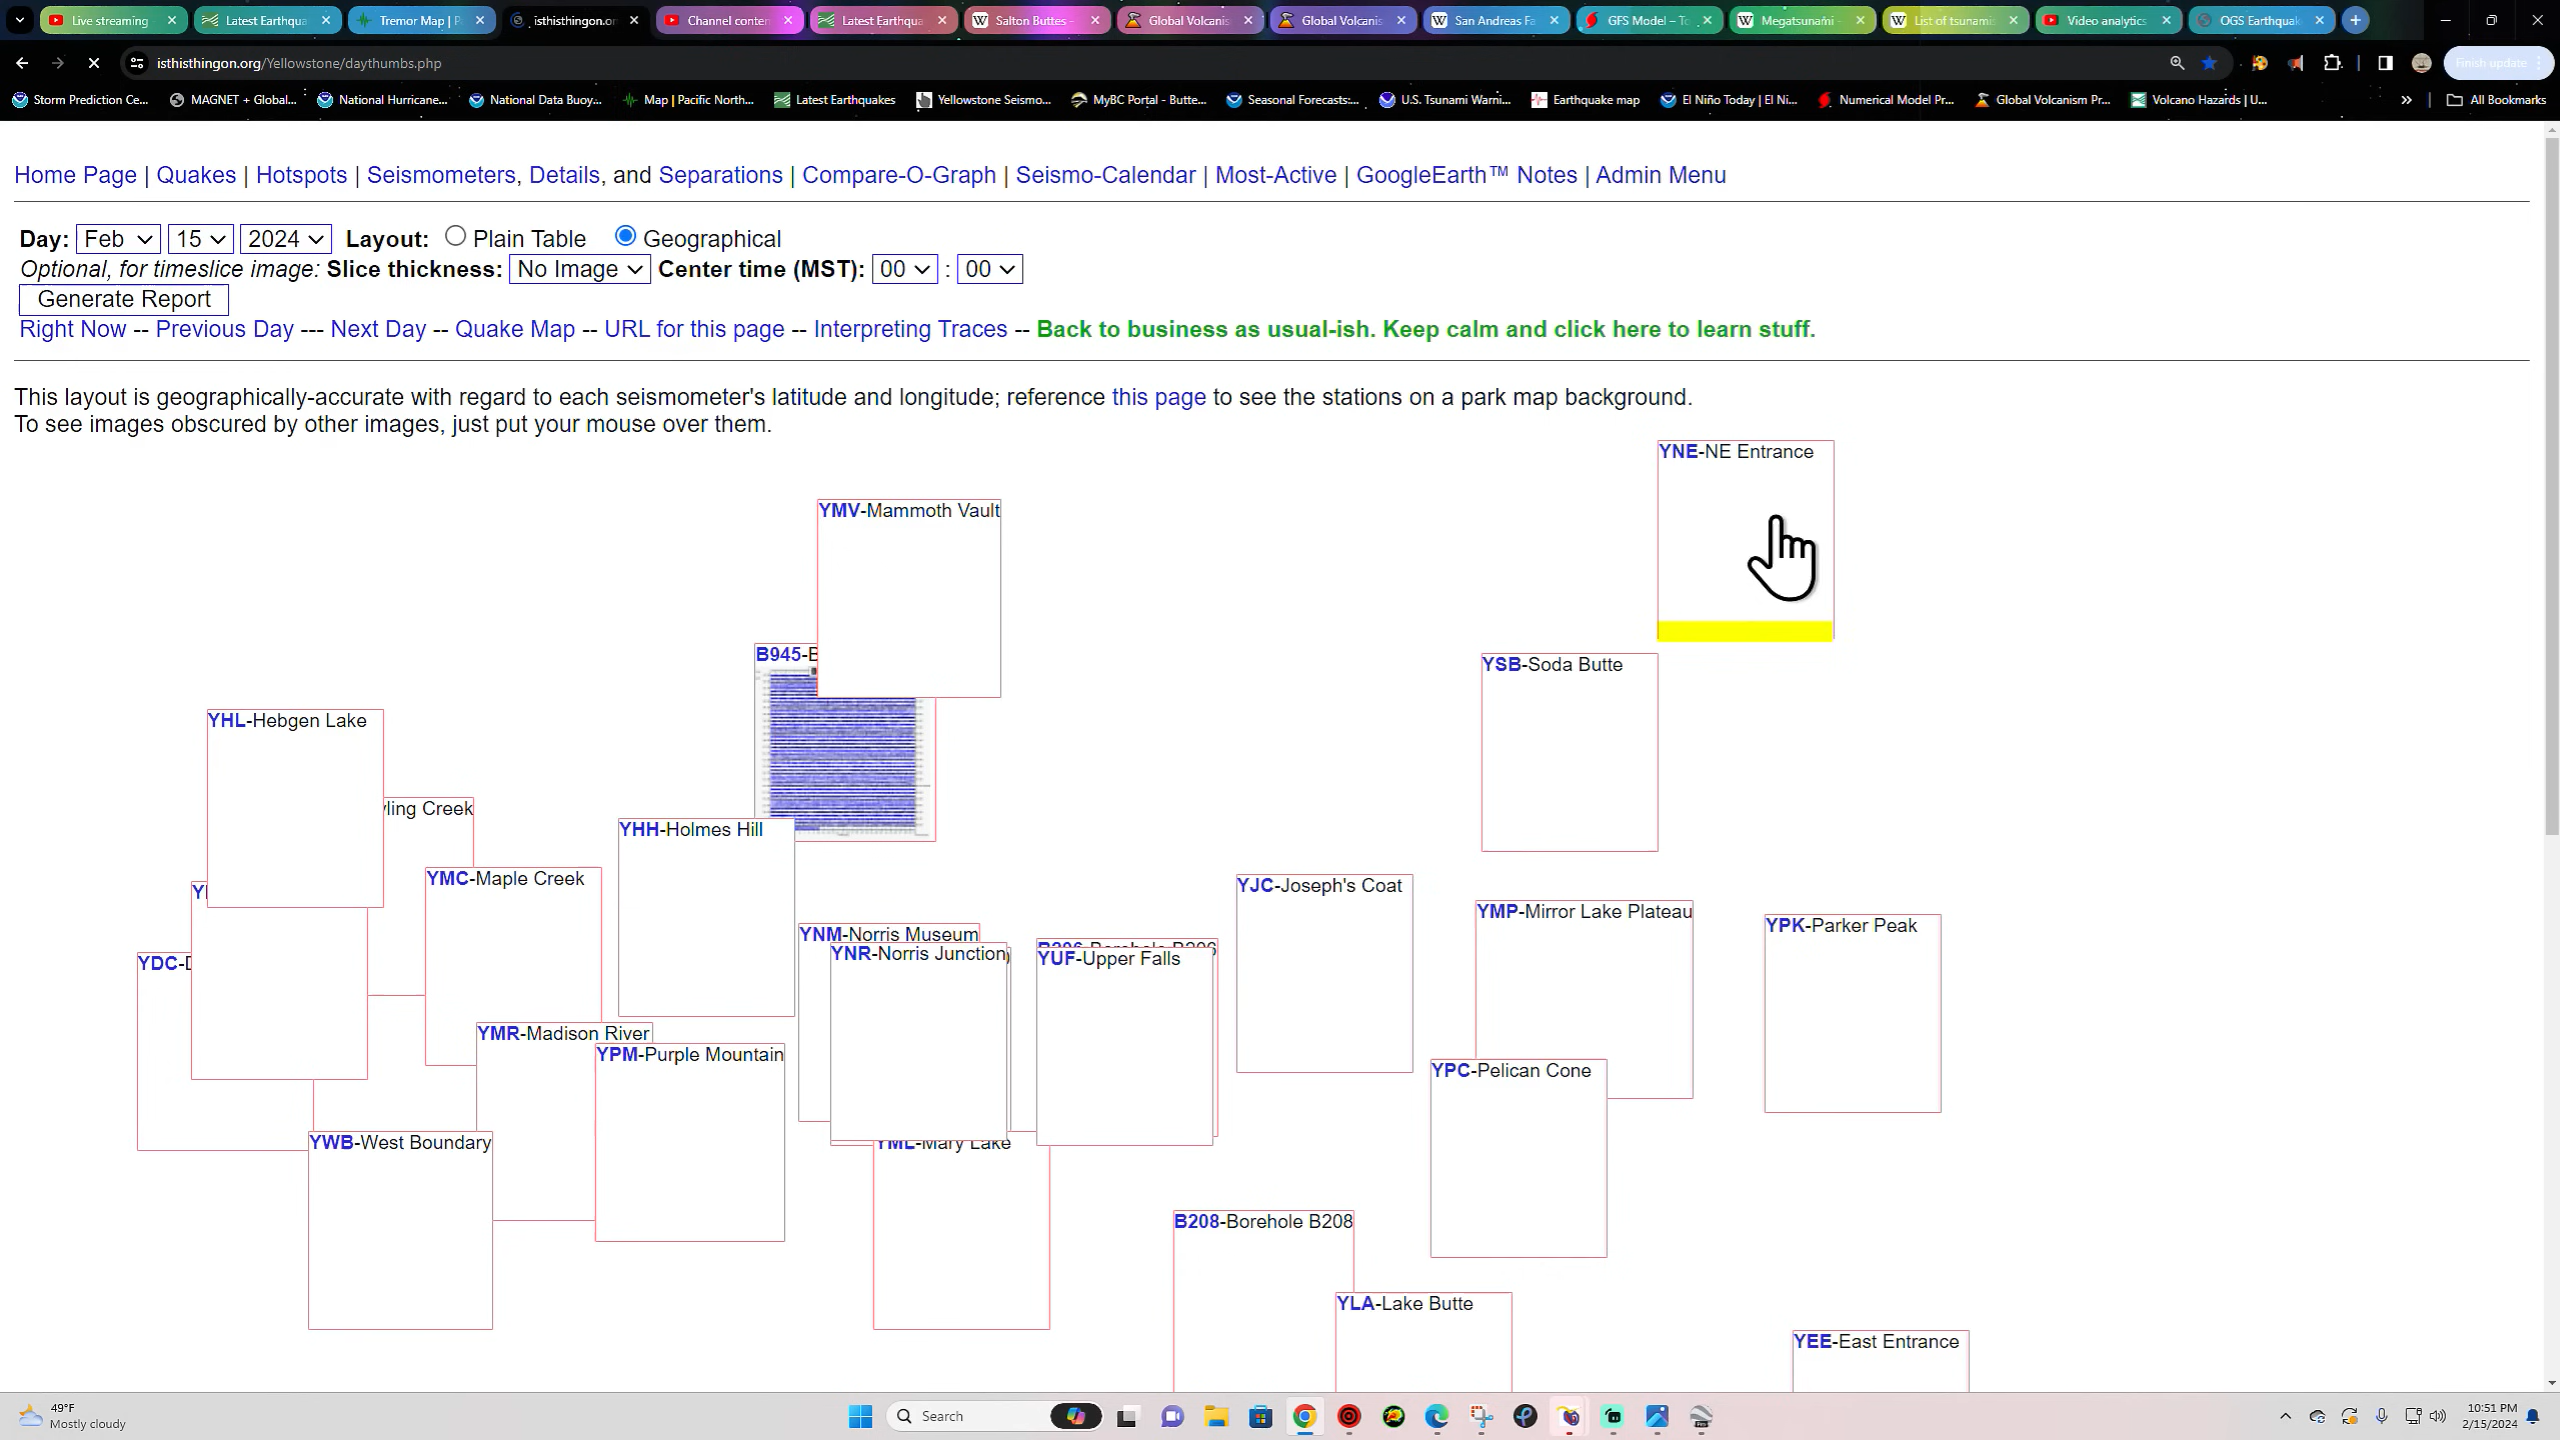 Live streaming
Latest Earthqua
Tremor Map | P
isthisthingon.or
Channel conten
Latest Earthqua
Salton Buttes -
Global Volcanis
Global Volcanis
San Andreas Fa
GFS Model – To
Megatsunami -
List of tsunamis
Video analytics
OGS Earthquak
isthisthingon.org/Yellowstone/daythumbs.php
Finish update
Storm Prediction Ce...
MAGNET + Global...
National Hurricane...
National Data Buoy...
Map | Pacific North...
Latest Earthquakes
Yellowstone Seismo...
MyBC Portal - Butte...
Seasonal Forecasts:...
U.S. Tsunami Warni...
Earthquake map
El Niño Today | El Ni...
Numerical Model Pr...
Global Volcanism Pr...
Volcano Hazards | U...
All Bookmarks
Home Page | Quakes | Hotspots | Seismometers, Details, and Separations | Compare-O-Graph | Seismo-Calendar | Most-Active | GoogleEarth™ Notes | Admin Menu
Day: Feb 15 2024 Layout: Plain Table Geographical
Optional, for timeslice image: Slice thickness: No Image Center time (MST): 00 : 00
Generate Report
Right Now -- Previous Day --- Next Day -- Quake Map -- URL for this page -- Interpreting Traces -- Back to business as usual-ish. Keep calm and click here to learn stuff.
This layout is geographically-accurate with regard to each seismometer's latitude and longitude; reference this page to see the stations on a park map background.
To see images obscured by other images, just put your mouse over them.
YNE-NE Entrance
YMV-Mammoth Vault
B945-B
YSB-Soda Butte
YHL-Hebgen Lake
ling Creek
YHH-Holmes Hill
YMC-Maple Creek
YJC-Joseph's Coat
YMP-Mirror Lake Plateau
YPK-Parker Peak
YNM-Norris Museum
YNR-Norris Junction
B206-Borehole B206
YUF-Upper Falls
YDC-D
YMR-Madison River
YPM-Purple Mountain
YPC-Pelican Cone
YWB-West Boundary
YML-Mary Lake
B208-Borehole B208
YLA-Lake Butte
YEE-East Entrance
49°F
Mostly cloudy
Search
10:51 PM
2/15/2024